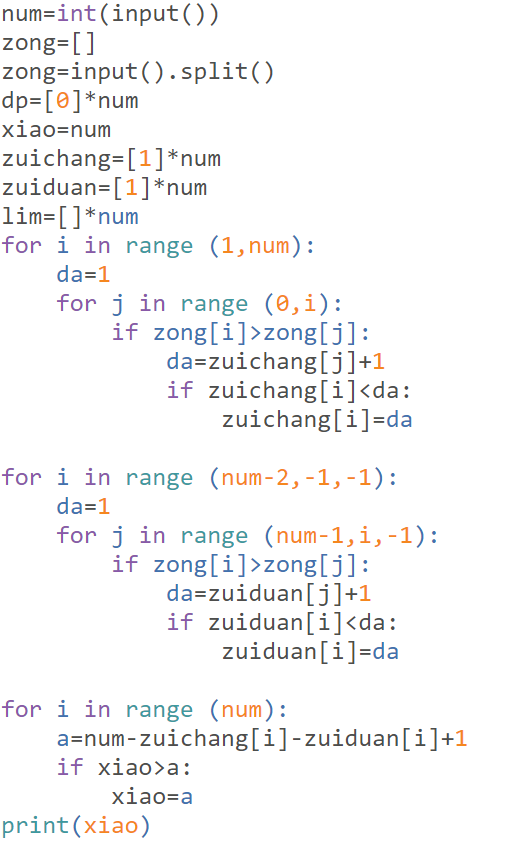 num=int(input())
zong=[]
zong=input().split()
dp=[0]*num
xiao=num
zuichang=[1]*num
zuiduan=[1]*num
lim=[]*num
for i in range (1,num):
    da=1
    for j in range (0,i):
        if zong[i]>zong[j]:
            da=zuichang[j]+1
            if zuichang[i]<da:
                zuichang[i]=da

for i in range (num-2,-1,-1):
    da=1
    for j in range (num-1,i,-1):
        if zong[i]>zong[j]:
            da=zuiduan[j]+1
            if zuiduan[i]<da:
                zuiduan[i]=da

for i in range (num):
    a=num-zuichang[i]-zuiduan[i]+1
    if xiao>a:
        xiao=a
print(xiao)